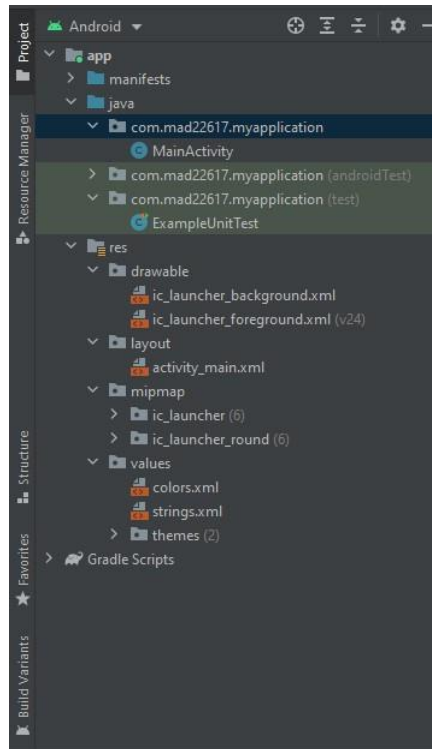 Android
app
manifests
java
com.mad22617.myapplication
MainActivity
com.mad22617.myapplication (androidTest)
com.mad22617.myapplication (test)
ExampleUnitTest
res
drawable
ic_launcher_background.xml
ic_launcher_foreground.xml (v24)
layout
activity_main.xml
mipmap
ic_launcher (6)
ic_launcher_round (6)
values
colors.xml
strings.xml
themes (2)
Gradle Scripts
Project
Resource Manager
Structure
Favorites
Build Variants